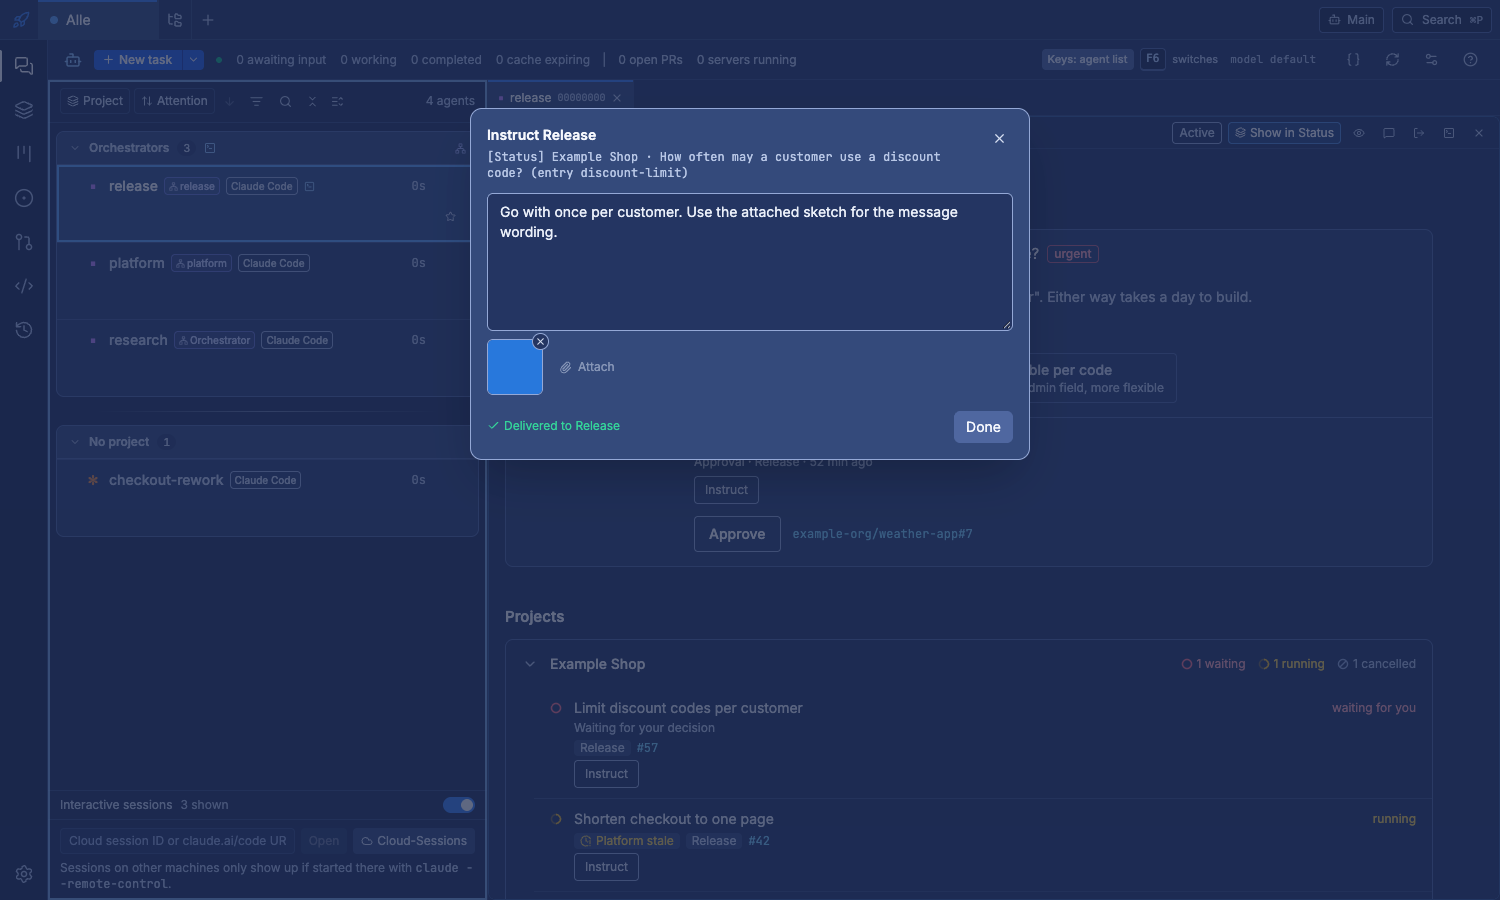 Alle
Main
Search ⌘P
New task
0 awaiting input 0 working 0 completed 0 cache expiring | 0 open PRs 0 servers running
Keys: agent list F6 switches model default
Project Attention 4 agents
release 00000000
Orchestrators 3
release release Claude Code 0s
platform platform Claude Code 0s
research Orchestrator Claude Code 0s
No project 1
checkout-rework Claude Code 0s
Interactive sessions 3 shown
Cloud session ID or claude.ai/code UR Open Cloud-Sessions
Sessions on other machines only show up if started there with claude -
-remote-control.
Active Show in Status
Instruct Release
[Status] Example Shop · How often may a customer use a discount
code? (entry discount-limit)
Go with once per customer. Use the attached sketch for the message
wording.
Attach
Delivered to Release
Done
? urgent
r". Either way takes a day to build.
ble per code
dmin field, more flexible
Approval · Release · 52 min ago
Instruct
Approve example-org/weather-app#7
Projects
Example Shop 1 waiting 1 running 1 cancelled
Limit discount codes per customer waiting for you
Waiting for your decision
Release #57
Instruct
Shorten checkout to one page running
Platform stale Release #42
Instruct